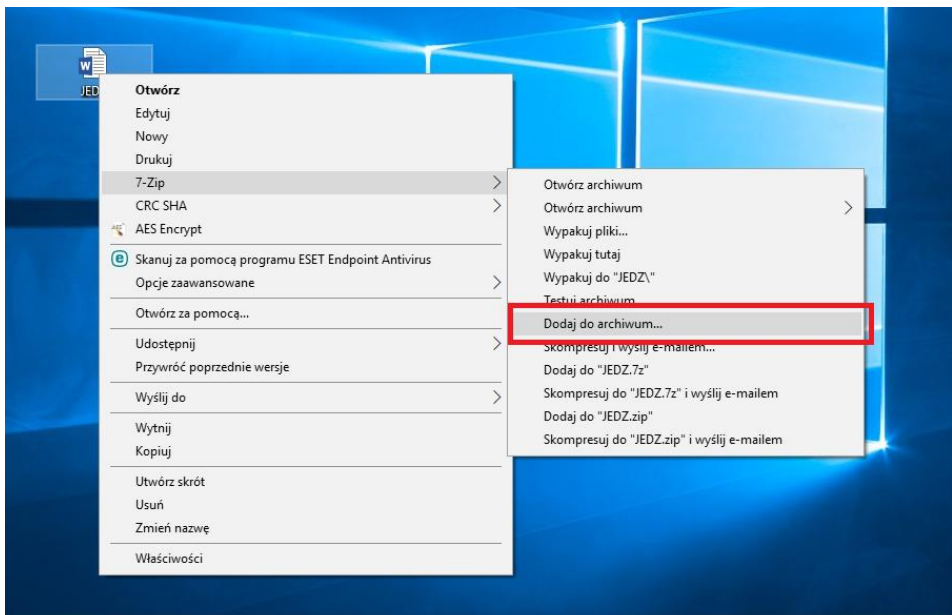 JED
Otwórz
Edytuj
Nowy
Drukuj
7-Zip
CRC SHA
AES Encrypt
Skanuj za pomocą programu ESET Endpoint Antivirus
Opcje zaawansowane
Otwórz za pomocą...
Udostępnij
Przywróć poprzednie wersje
Wyślij do
Wytnij
Kopiuj
Utwórz skrót
Usuń
Zmień nazwę
Właściwości
Otwórz archiwum
Otwórz archiwum
Wypakuj pliki...
Wypakuj tutaj
Wypakuj do "JEDZ\"
Testuj archiwum
Dodaj do archiwum...
Skompresuj i wyślij e-mailem...
Dodaj do "JEDZ.7z"
Skompresuj do "JEDZ.7z" i wyślij e-mailem
Dodaj do "JEDZ.zip"
Skompresuj do "JEDZ.zip" i wyślij e-mailem